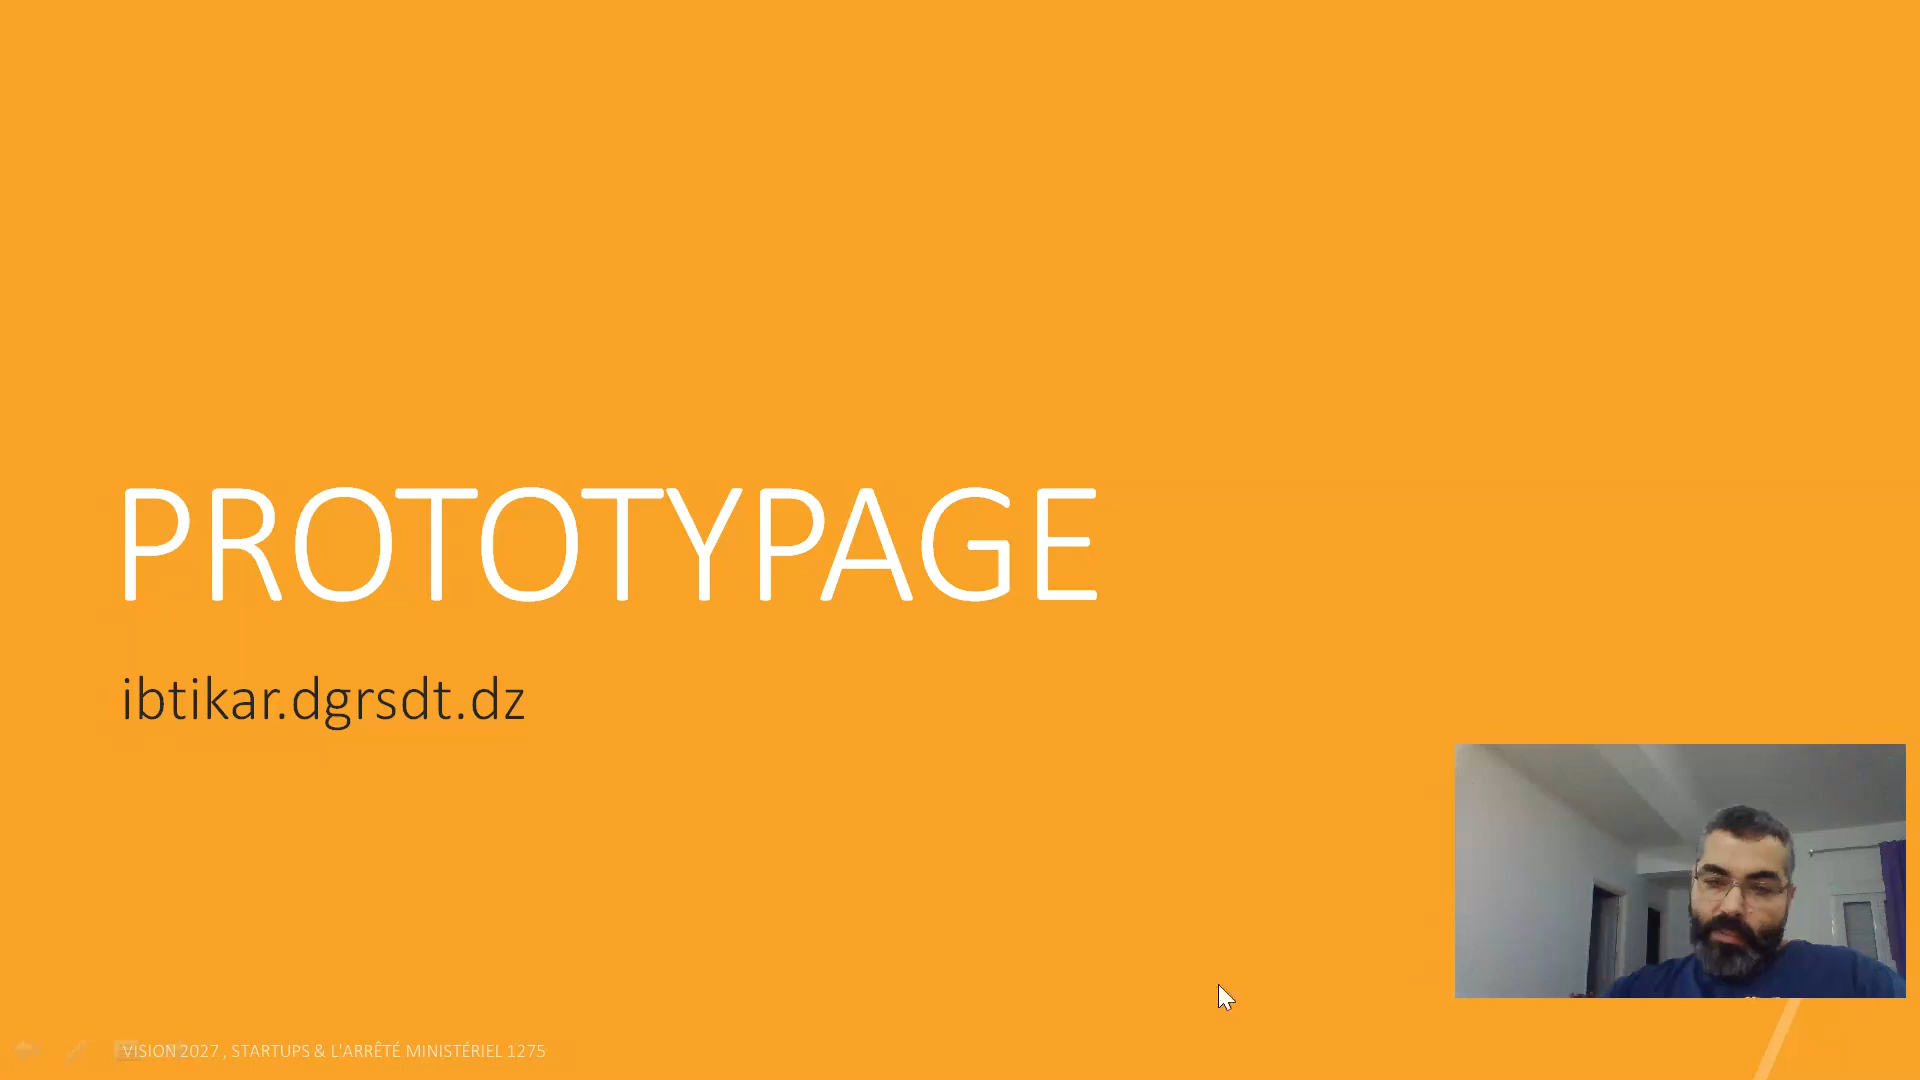 PROTOTYPAGE
ibtikar.dgrsdt.dz
VISION 2027 , STARTUPS & L'ARRÊTÉ MINISTÉRIEL 1275